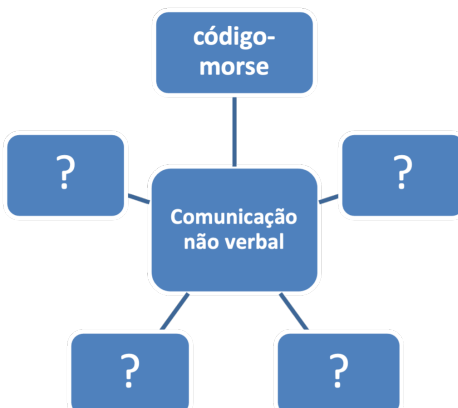 código-
morse
?
?
Comunicação
não verbal
?
?